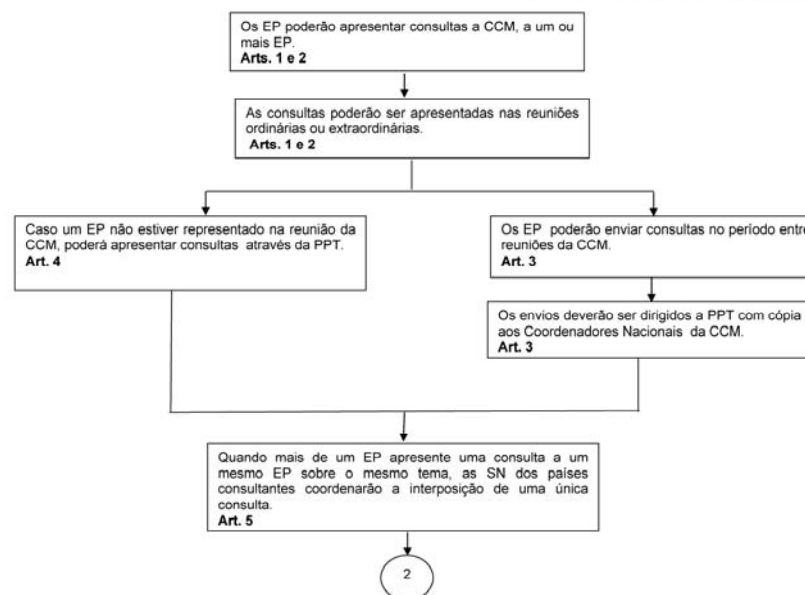 Os EP poderão apresentar consultas a CCM, a um ou
mais EP.
Arts. 1 e 2
As consultas poderão ser apresentadas nas reuniões
ordinárias ou extraordinárias.
Arts. 1 e 2
Caso um EP não estiver representado na reunião da
CCM, poderá apresentar consultas através da PPT.
Art. 4
Os EP poderão enviar consultas no período entre
reuniões da CCM.
Art. 3
Os envios deverão ser dirigidos a PPT com cópia
aos Coordenadores Nacionais da CCM.
Art. 3
Quando mais de um EP apresente uma consulta a um
mesmo EP sobre o mesmo tema, as SN dos países
consultantes coordenarão a interposição de uma única
consulta.
Art. 5
2